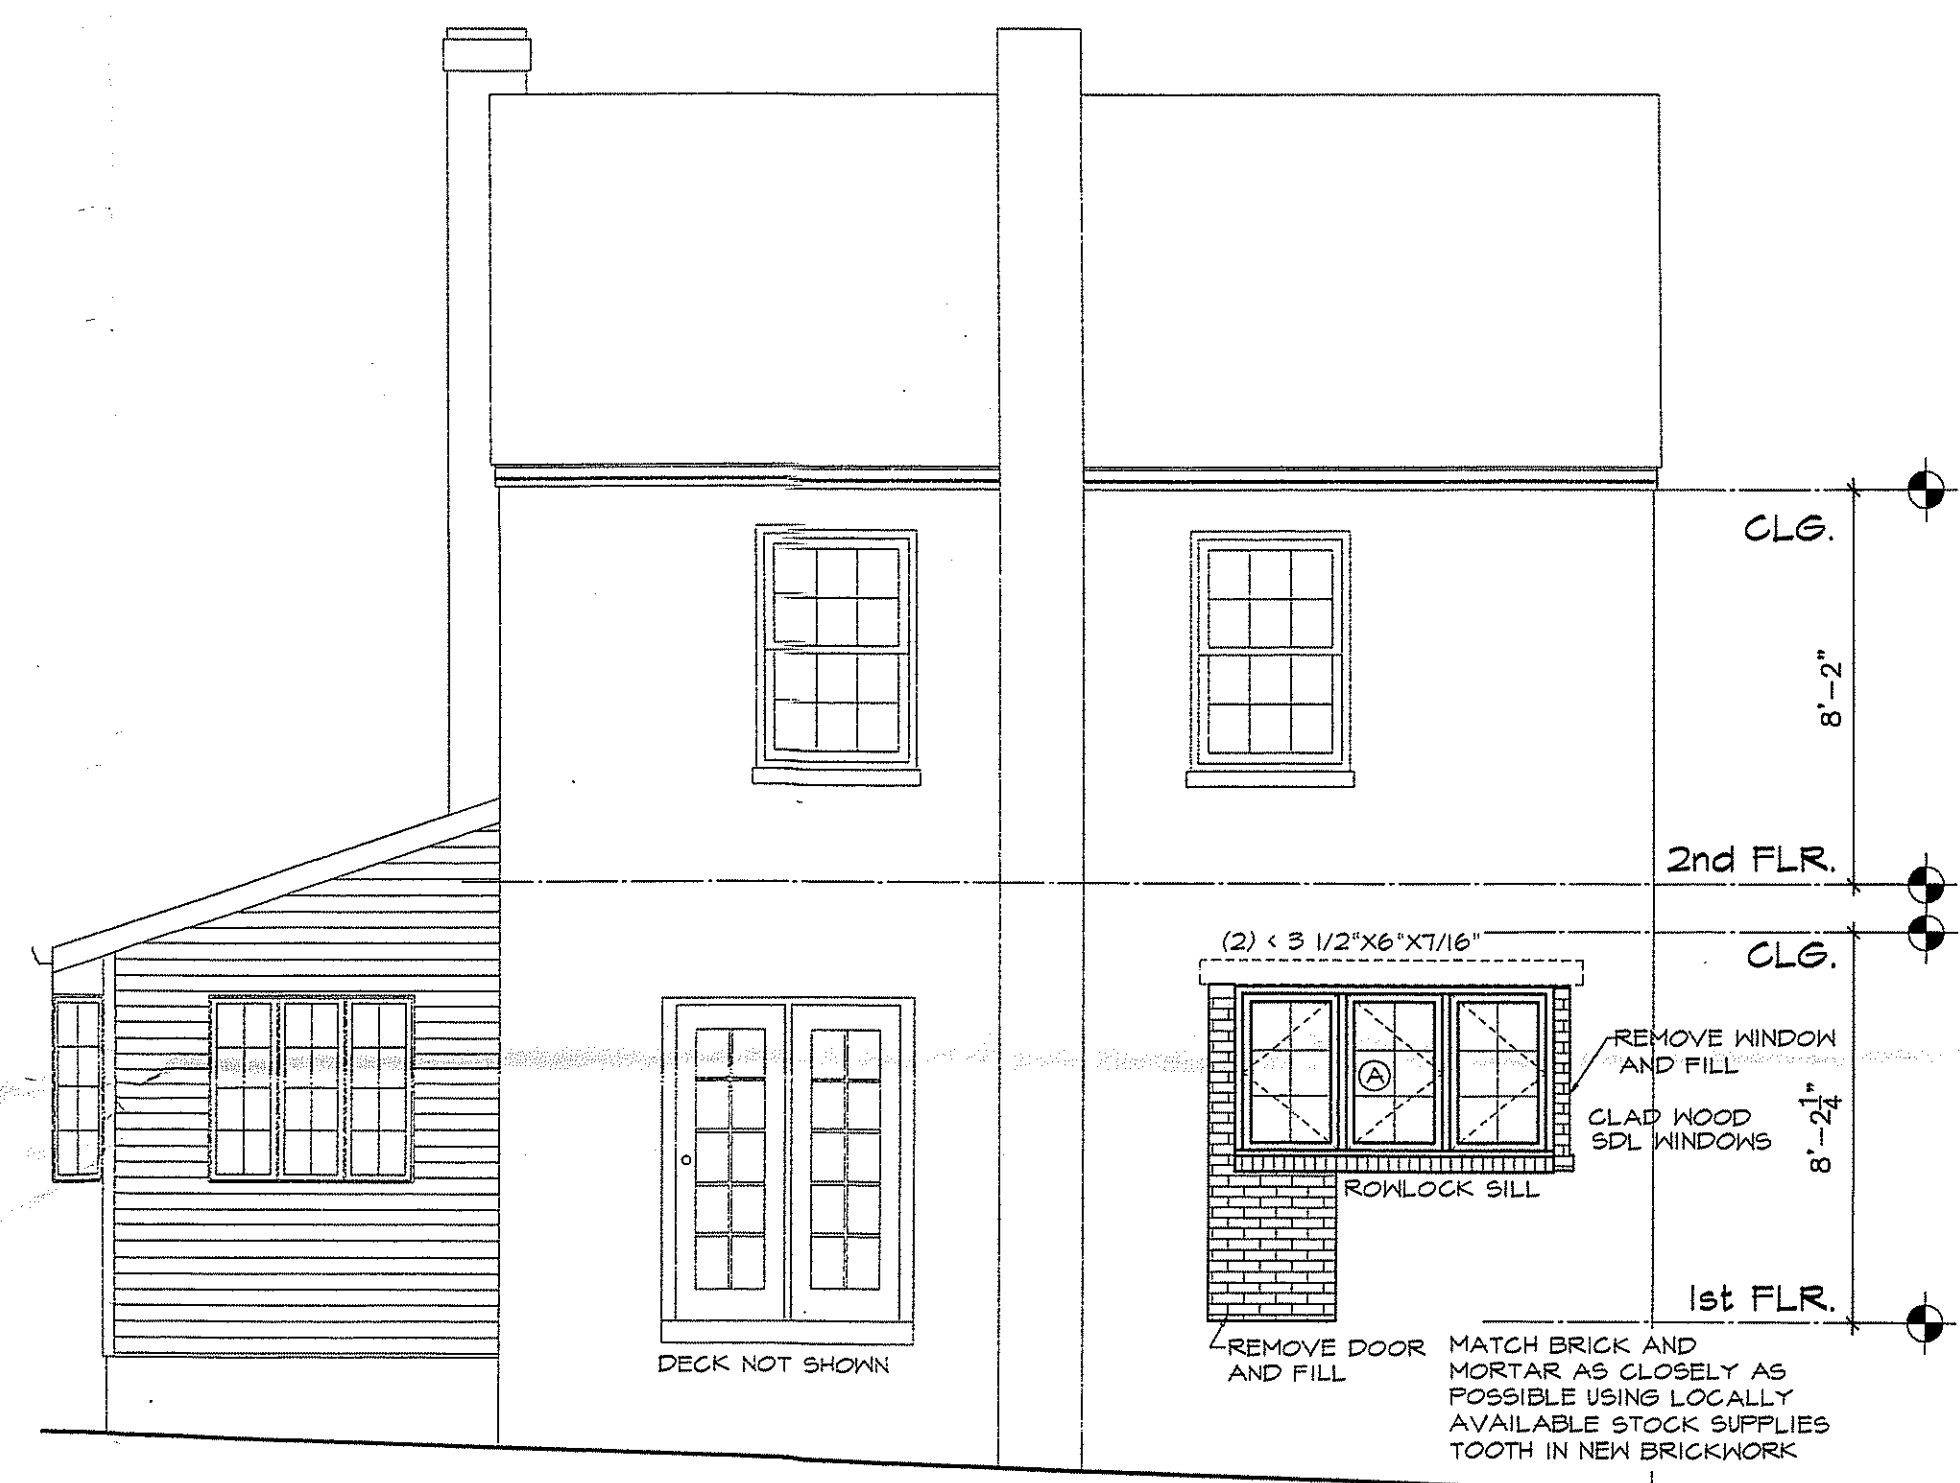 CLG.
8'-2"
2nd FLR.
(2) < 3 1/2"X6"X7/16"
CLG.
REMOVE WINDOW
AND FILL
A
CLAD WOOD
SDL WINDOWS
8'-2 1/4"
ROWLOCK SILL
1st FLR.
DECK NOT SHOWN
REMOVE DOOR
AND FILL
MATCH BRICK AND
MORTAR AS CLOSELY AS
POSSIBLE USING LOCALLY
AVAILABLE STOCK SUPPLIES
TOOTH IN NEW BRICKWORK